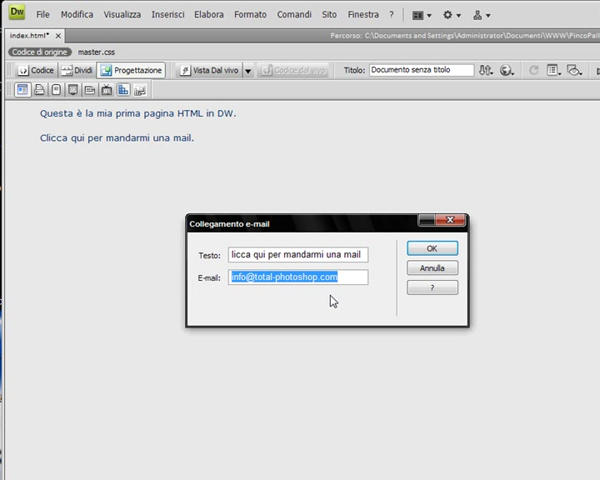 Dw File Modifica Visualizza Inserisci Elabora Formato Comandi Sito Finestra ?
index.html* x Percorso: C:\Documents and Settings\Administrator\Documenti\WWW\PincoPall
Codice di origine master.css
Codice Dividi Progettazione Vista Dal vivo Codice dal vivo Titolo: Documento senza titolo
Questa è la mia prima pagina HTML in DW.
Clicca qui per mandarmi una mail.
Collegamento e-mail
Testo: licca qui per mandarmi una mail OK
E-mail: info@total-photoshop.com Annulla
?